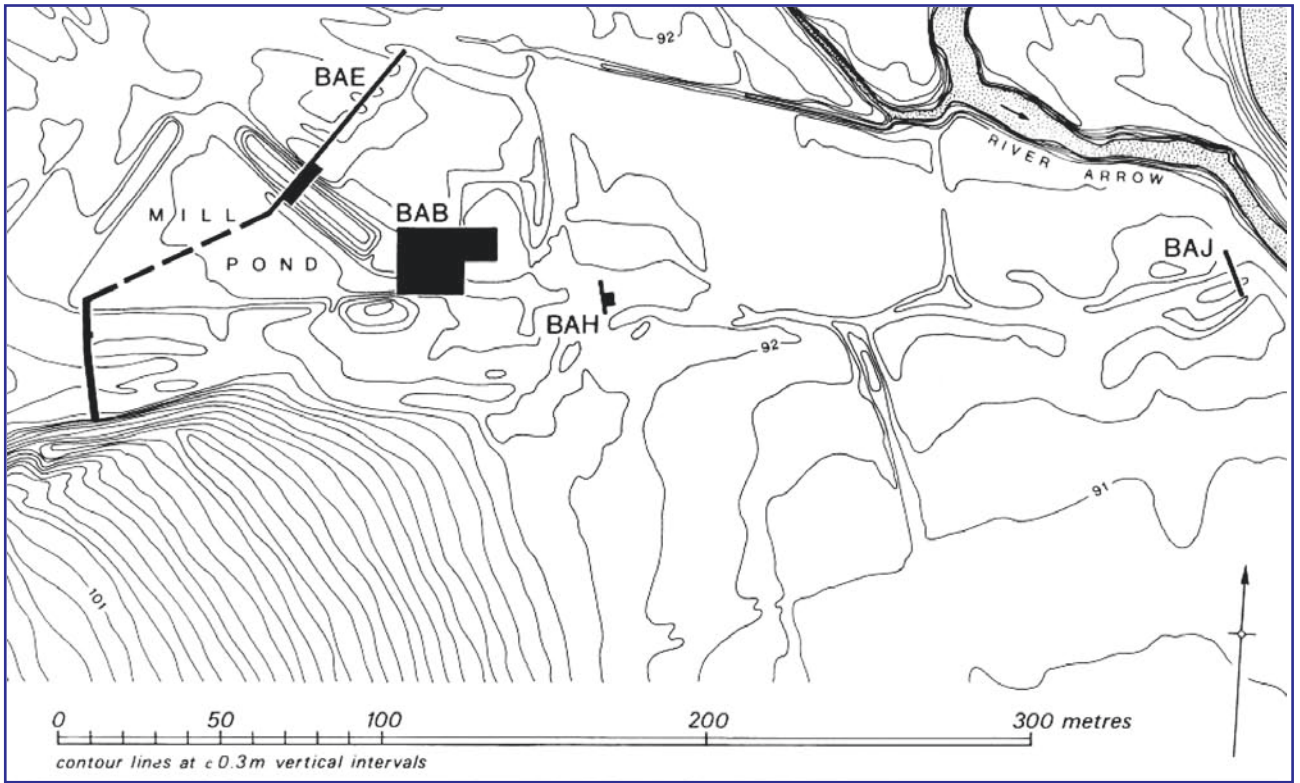 92
BAE
RIVER ARROW
MILL
BAB
POND
BAJ
BAH
92
91
101
0 50 100 200 300 metres
contour lines at c 0.3m vertical intervals